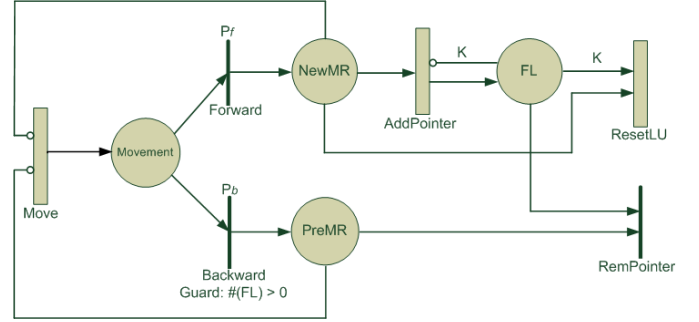 Pf
Forward
NewMR
K
FL
K
AddPointer
ResetLU
Movement
Move
Pb
PreMR
Backward
Guard: #(FL) > 0
RemPointer